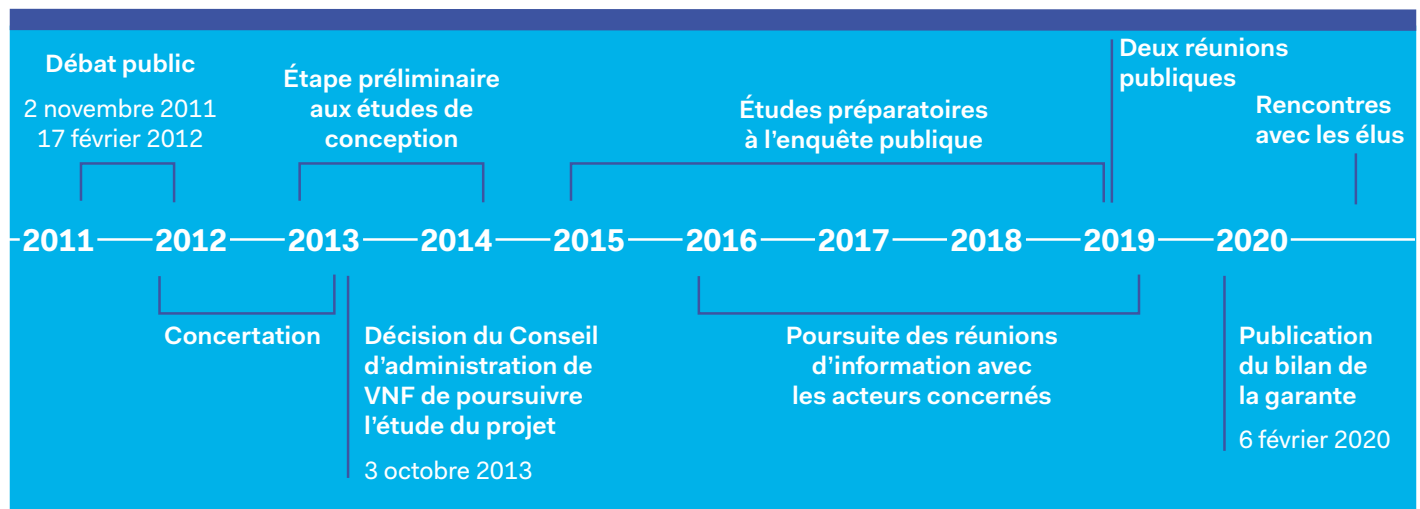 Débat public
2 novembre 2011
17 février 2012
Étape préliminaire
aux études de
conception
Études préparatoires
à l’enquête publique
Deux réunions
publiques
Rencontres
avec les élus
2011 2012 2013 2014 2015 2016 2017 2018 2019 2020
Concertation
Décision du Conseil
d’administration de
VNF de poursuivre
l’étude du projet
3 octobre 2013
Poursuite des réunions
d’information avec
les acteurs concernés
Publication
du bilan de
la garante
6 février 2020